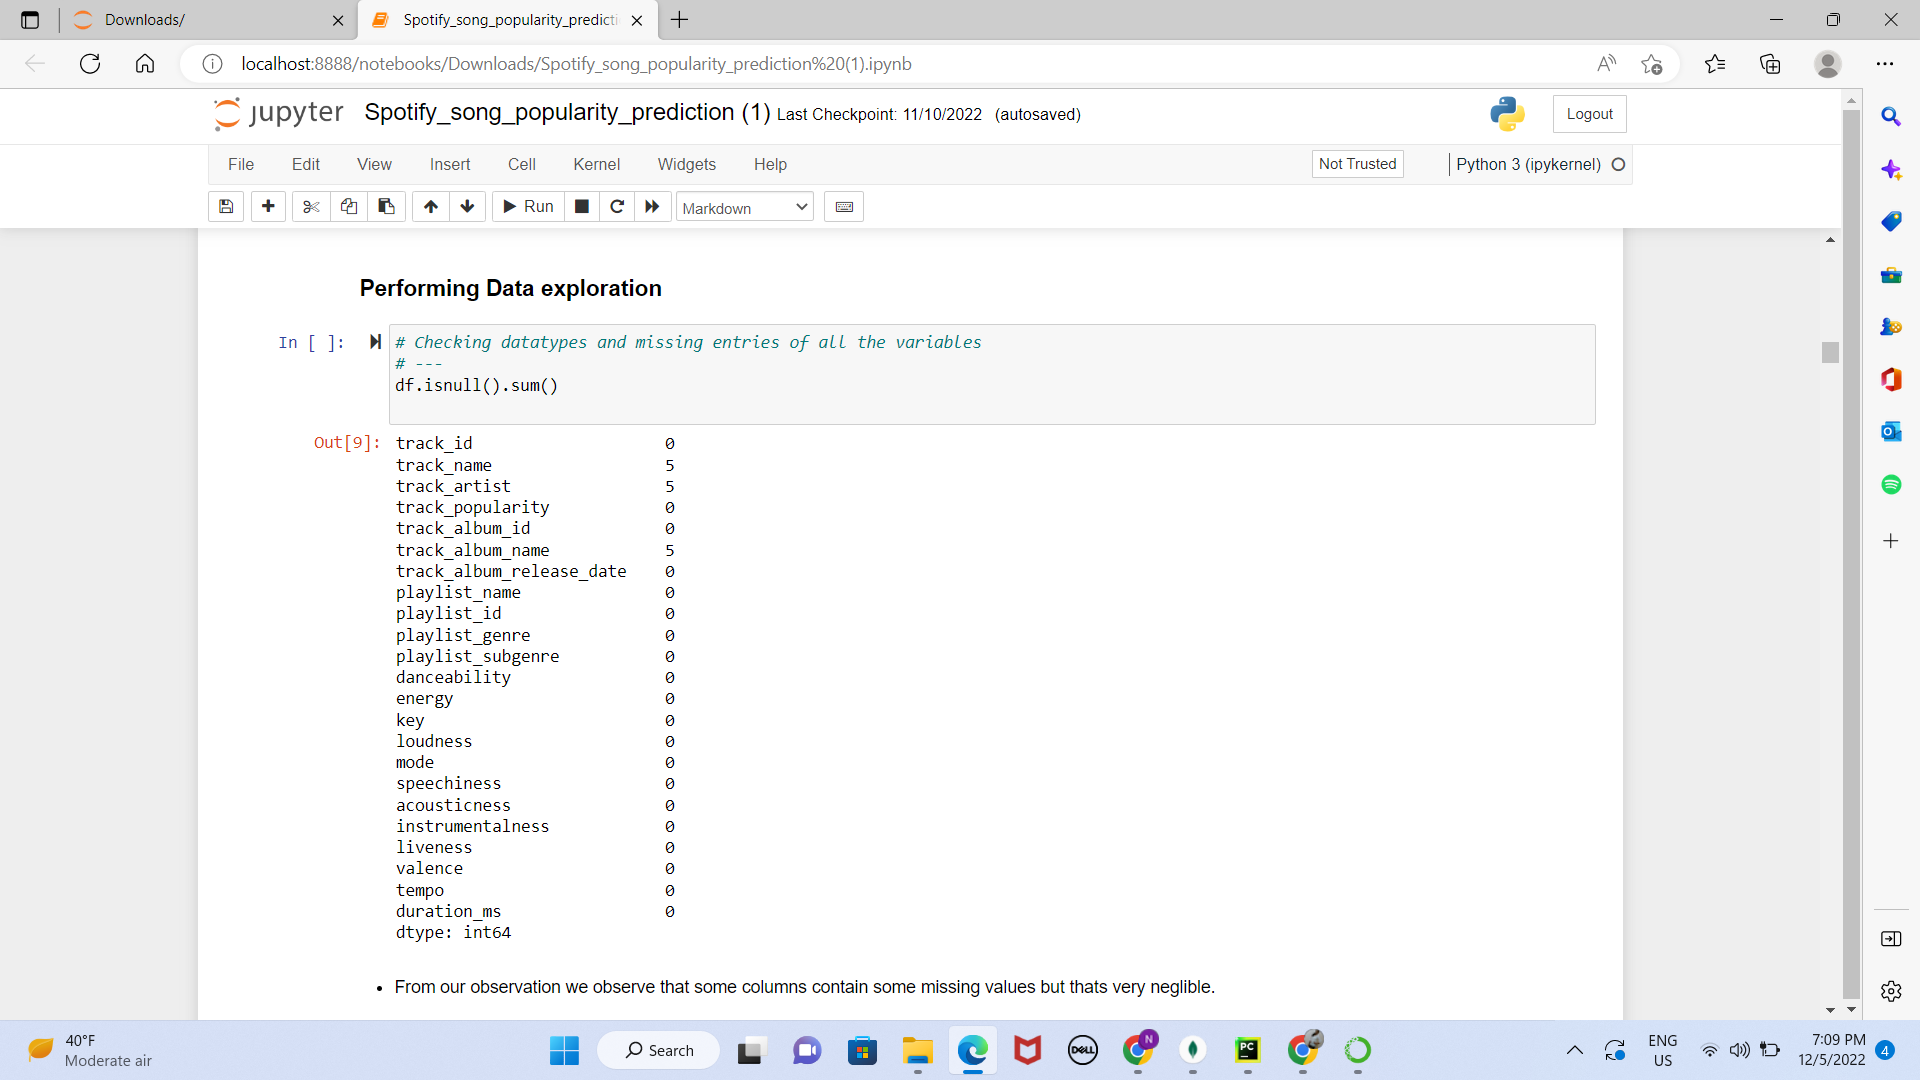 Downloads/
Spotify_song_popularity_predicti
localhost:8888/notebooks/Downloads/Spotify_song_popularity_prediction%20(1).ipynb
jupyter Spotify_song_popularity_prediction (1) Last Checkpoint: 11/10/2022 (autosaved)
Logout
File Edit View Insert Cell Kernel Widgets Help
Not Trusted
Python 3 (ipykernel)
Run
Markdown
Performing Data exploration
In [ ]:
# Checking datatypes and missing entries of all the variables
# ---
df.isnull().sum()
Out[9]:
track_id 0
track_name 5
track_artist 5
track_popularity 0
track_album_id 0
track_album_name 5
track_album_release_date 0
playlist_name 0
playlist_id 0
playlist_genre 0
playlist_subgenre 0
danceability 0
energy 0
key 0
loudness 0
mode 0
speechiness 0
acousticness 0
instrumentalness 0
liveness 0
valence 0
tempo 0
duration_ms 0
dtype: int64
• From our observation we observe that some columns contain some missing values but thats very neglible.
40°F
Moderate air
Search
DELL
N
PC
ENG
US
7:09 PM
12/5/2022
4